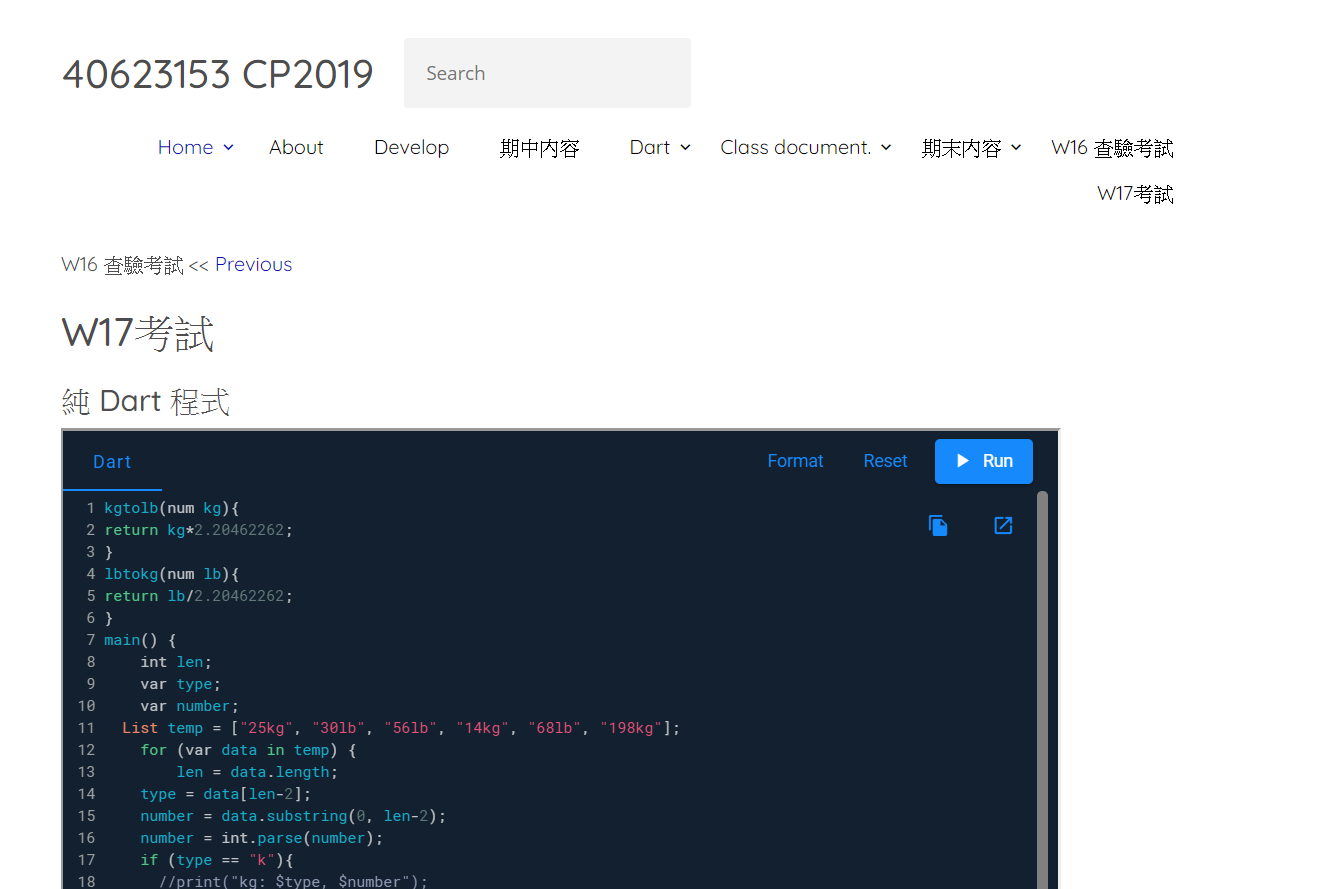 40623153 CP2019
Search
Home About Develop 期中内容 Dart Class document. 期末内容 W16 查驗考試
W17考試
W16 查驗考試 << Previous
W17考試
純 Dart 程式
Dart Format Reset Run
1 kgtolb(num kg){
2 return kg*2.20462262;
3 }
4 lbtokg(num lb){
5 return lb/2.20462262;
6 }
7 main() {
8 int len;
9 var type;
10 var number;
11 List temp = ["25kg", "30lb", "56lb", "14kg", "68lb", "198kg"];
12 for (var data in temp) {
13 len = data.length;
14 type = data[len-2];
15 number = data.substring(0, len-2);
16 number = int.parse(number);
17 if (type == "k"){
18 //print("kg: $type, $number");